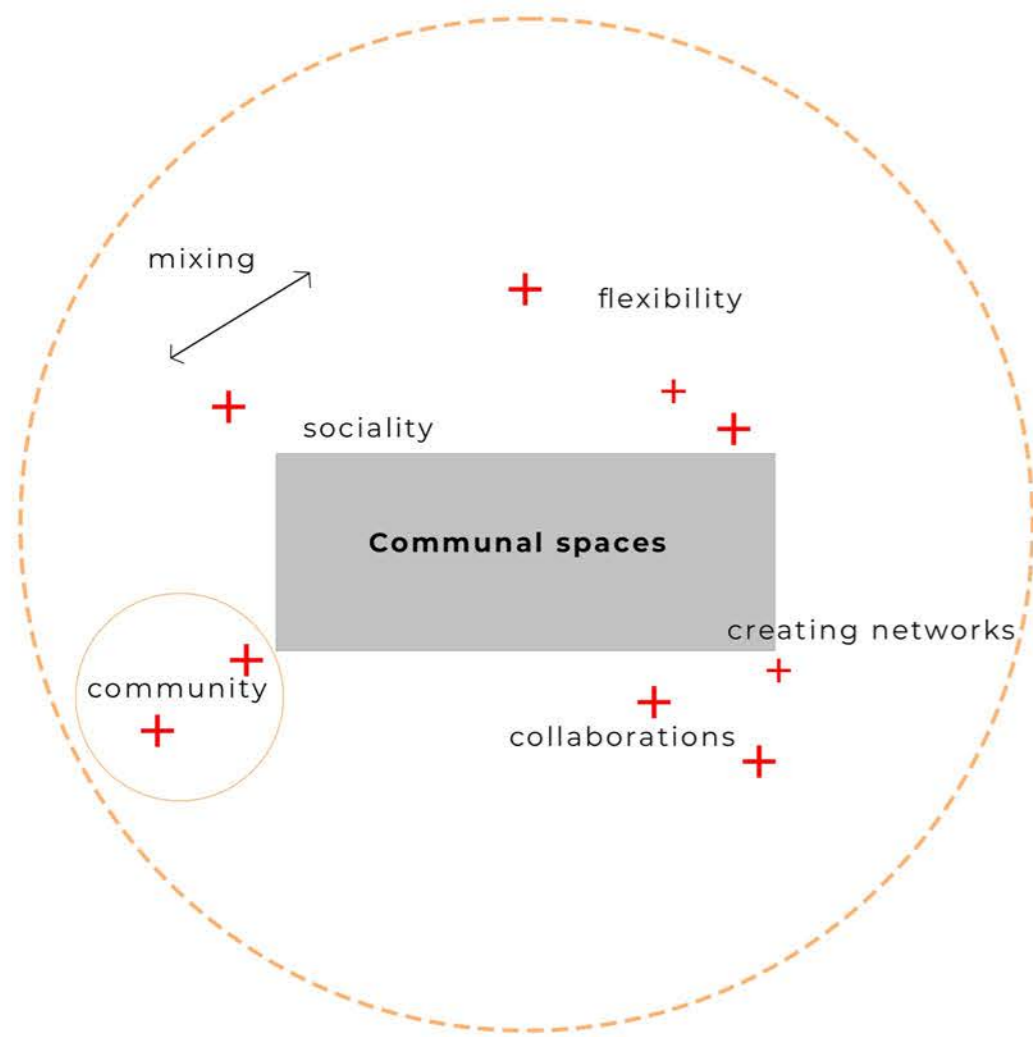 mixing
flexibility
sociality
Communal spaces
creating networks
community
collaborations